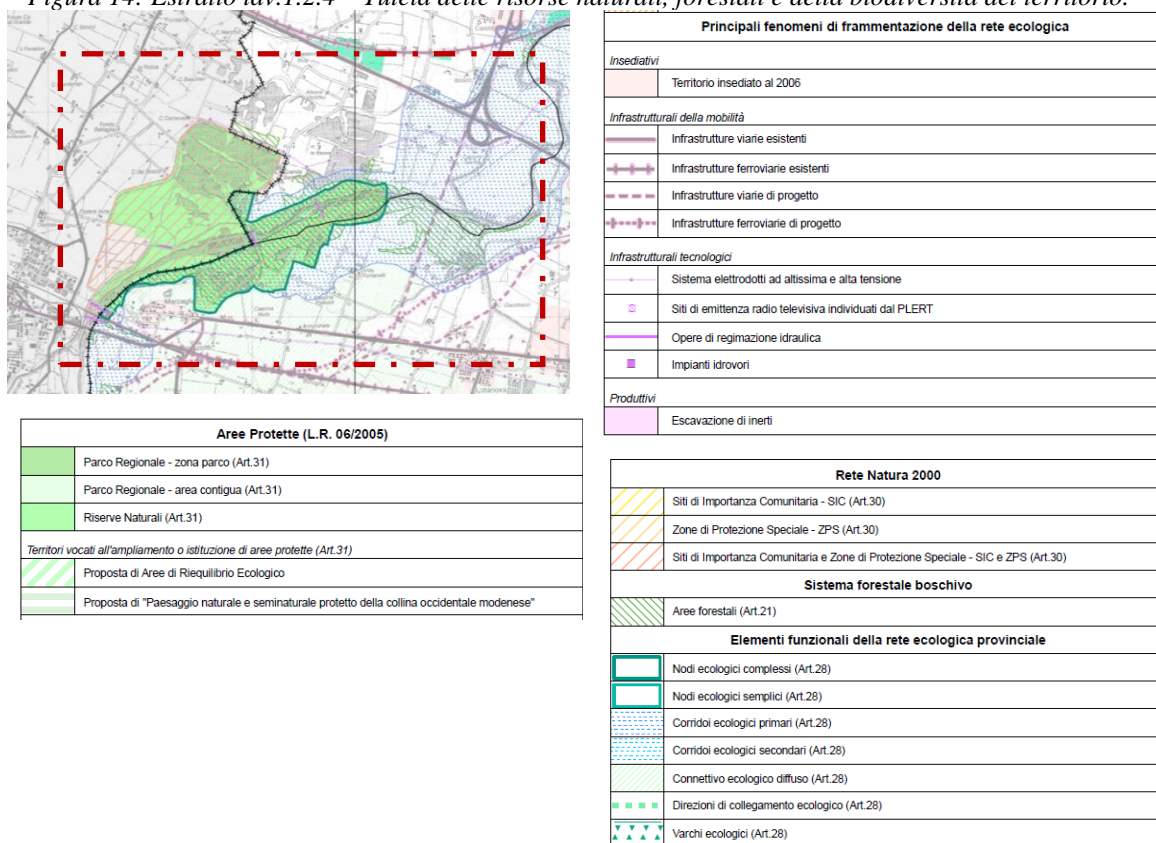 Figura 14: Estratto tav.1.2.4 – Tutela delle risorse naturali, forestali e della biodiversità del territorio.
Marzaglia
Principali fenomeni di frammentazione della rete ecologica
Insediativi
Territorio insediato al 2006
Infrastrutturali della mobilità
Infrastrutture viarie esistenti
Infrastrutture ferroviarie esistenti
Infrastrutture viarie di progetto
Infrastrutture ferroviarie di progetto
Infrastrutturali tecnologici
Sistema elettrodotti ad altissima e alta tensione
Siti di emittenza radio televisiva individuati dal PLERT
Opere di regimazione idraulica
Impianti idrovori
Produttivi
Escavazione di inerti
Aree Protette (L.R. 06/2005)
Parco Regionale - zona parco (Art.31)
Parco Regionale - area contigua (Art.31)
Riserve Naturali (Art.31)
Territori vocati all'ampliamento o istituzione di aree protette (Art.31)
Proposta di Aree di Riequilibrio Ecologico
Proposta di "Paesaggio naturale e seminaturale protetto della collina occidentale modenese"
Rete Natura 2000
Siti di Importanza Comunitaria - SIC (Art.30)
Zone di Protezione Speciale - ZPS (Art.30)
Siti di Importanza Comunitaria e Zone di Protezione Speciale - SIC e ZPS (Art.30)
Sistema forestale boschivo
Aree forestali (Art.21)
Elementi funzionali della rete ecologica provinciale
Nodi ecologici complessi (Art.28)
Nodi ecologici semplici (Art.28)
Corridoi ecologici primari (Art.28)
Corridoi ecologici secondari (Art.28)
Connettivo ecologico diffuso (Art.28)
Direzioni di collegamento ecologico (Art.28)
Varchi ecologici (Art.28)